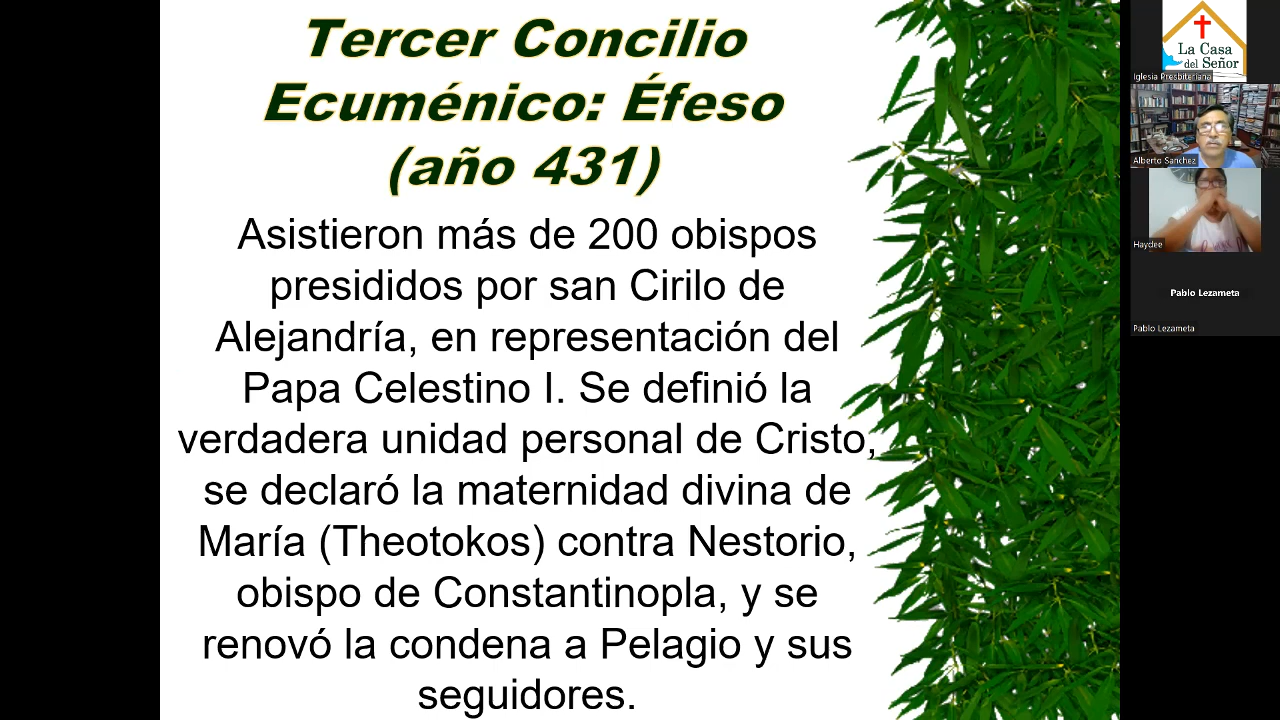 Tercer Concilio
Ecuménico: Éfeso
(año 431)
Asistieron más de 200 obispos
presididos por san Cirilo de
Alejandría, en representación del
Papa Celestino I. Se definió la
verdadera unidad personal de Cristo,
se declaró la maternidad divina de
María (Theotokos) contra Nestorio,
obispo de Constantinopla, y se
renovó la condena a Pelagio y sus
seguidores.
La Casa
del Señor
Iglesia Presbiteriana
Alberto Sanchez
Haydee
Pablo Lezameta
Pablo Lezameta